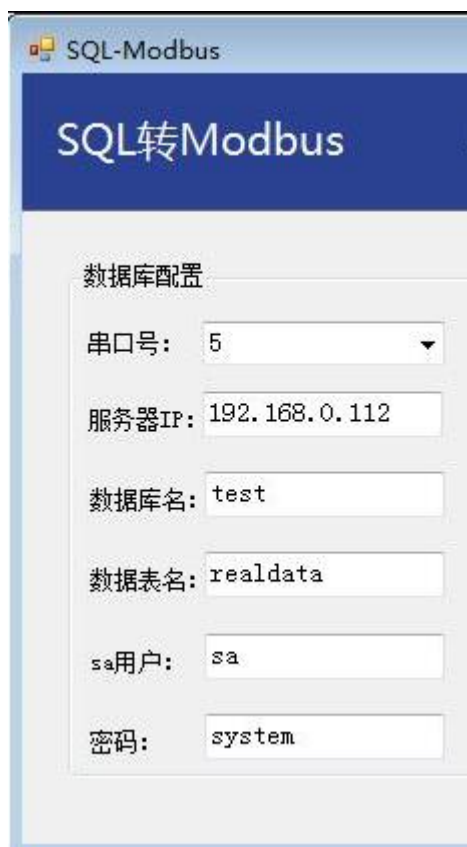 SQL-Modbus
SQL转Modbus
数据库配置
串口号： 5
服务器IP: 192.168.0.112
数据库名: test
数据表名: realdata
sa用户： sa
密码： system